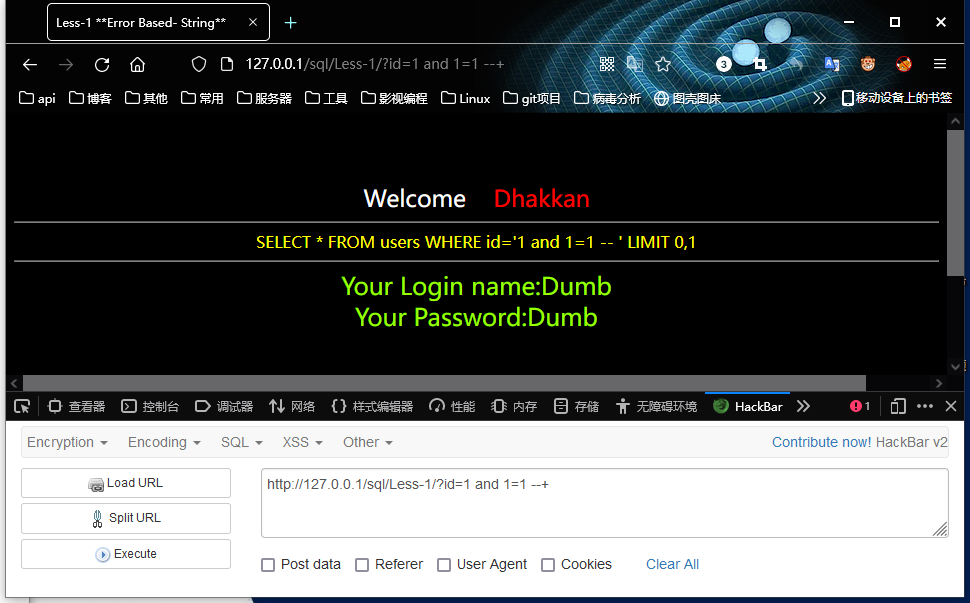 Less-1 **Error Based- String**
127.0.0.1/sql/Less-1/?id=1 and 1=1 --+
3
api 博客 其他 常用 服务器 工具 影视编程 Linux git项目 病毒分析 图壳图床 移动设备上的书签
Welcome Dhakkan
SELECT * FROM users WHERE id='1 and 1=1 -- ' LIMIT 0,1
Your Login name:Dumb
Your Password:Dumb
查看器 控制台 调试器 网络 样式编辑器 性能 内存 存储 无障碍环境 HackBar 1
Encryption Encoding SQL XSS Other Contribute now! HackBar v2
Load URL http://127.0.0.1/sql/Less-1/?id=1 and 1=1 --+
Split URL
Execute
Post data Referer User Agent Cookies Clear All